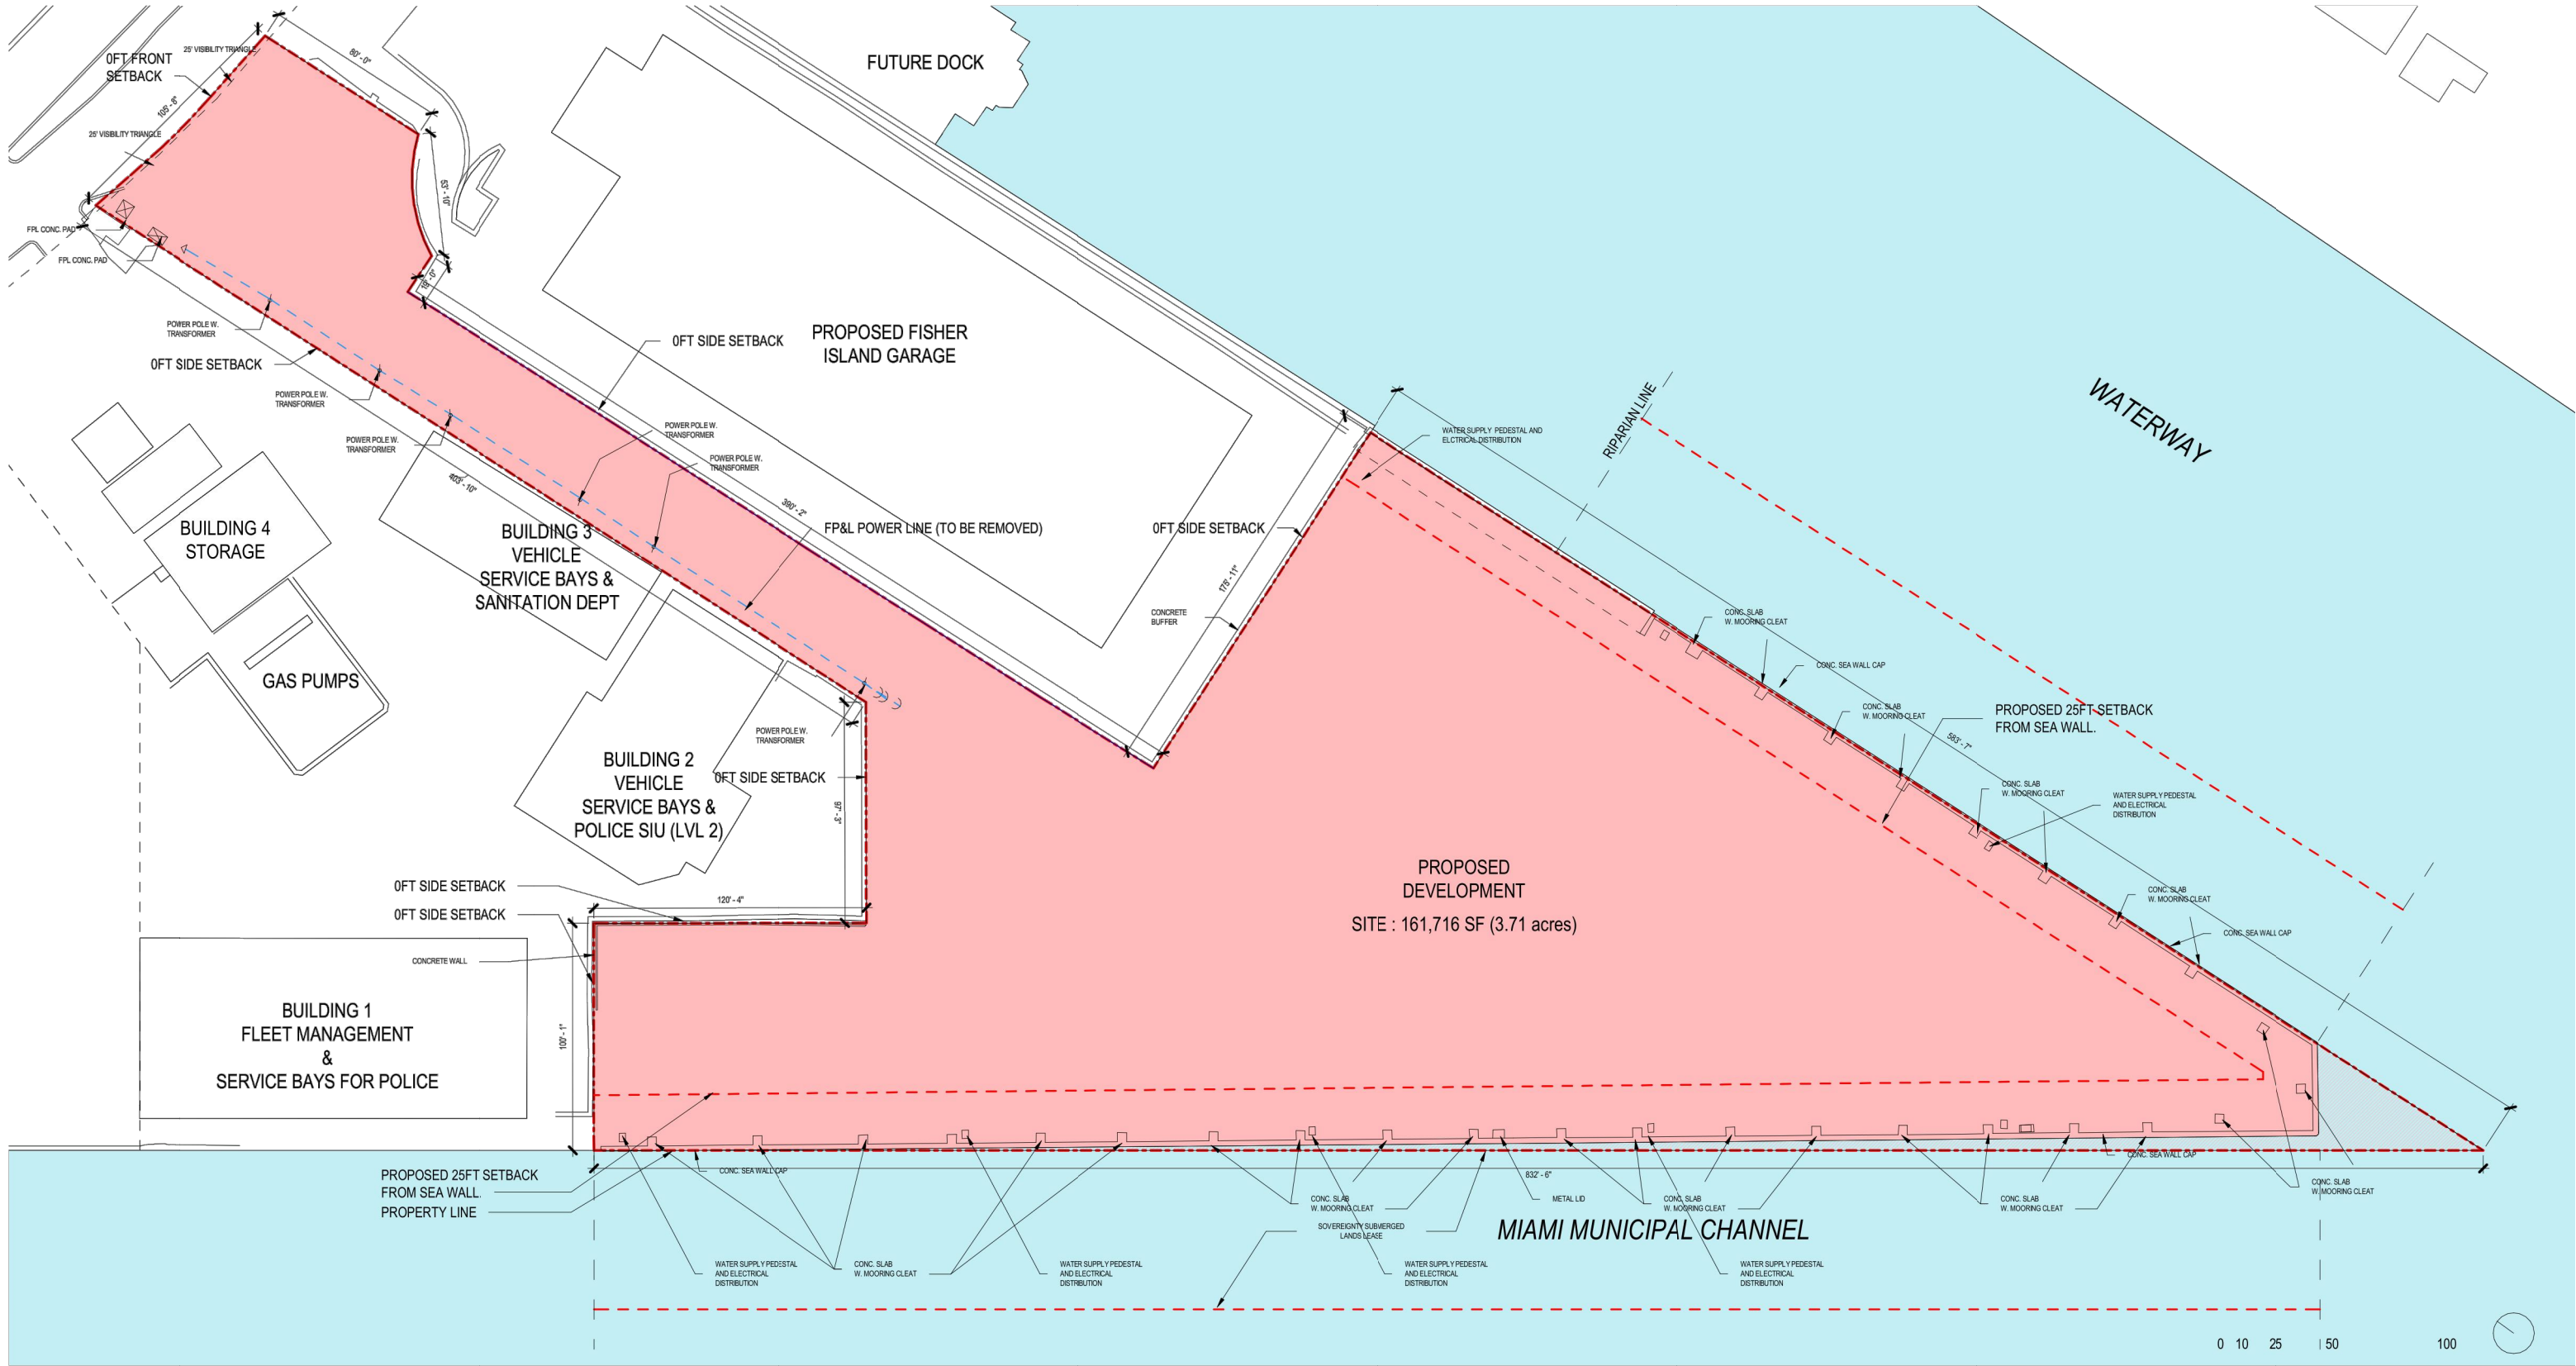 25' VISIBILITY TRIANGLE
0FT FRONT
SETBACK
80'- 0"
105'- 8"
FUTURE DOCK
25' VISIBILITY TRIANGLE
53'- 10"
FPL CONC. PAD
FPL CONC. PAD
POWER POLE W.
TRANSFORMER
0FT SIDE SETBACK
0FT SIDE SETBACK
PROPOSED FISHER
ISLAND GARAGE
POWER POLE W.
TRANSFORMER
POWER POLE W.
TRANSFORMER
POWER POLE W.
TRANSFORMER
POWER POLE W.
TRANSFORMER
403'- 10"
390'- 2"
FP&L POWER LINE (TO BE REMOVED)
WATER SUPPLY PEDESTAL AND
ELCTRICAL DISTRIBUTION
RIPARIAN LINE
WATERWAY
0FT SIDE SETBACK
175'- 11"
CONCRETE
BUFFER
BUILDING 4
STORAGE
BUILDING 3
VEHICLE
SERVICE BAYS &
SANITATION DEPT
GAS PUMPS
CONC. SLAB
W. MOORING CLEAT
CONC. SEA WALL CAP
CONC. SLAB
W. MOORING CLEAT
PROPOSED 25FT SETBACK
FROM SEA WALL.
583'- 7"
CONC. SLAB
W. MOORING CLEAT
WATER SUPPLY PEDESTAL
AND ELECTRICAL
DISTRIBUTION
POWER POLE W.
TRANSFORMER
BUILDING 2
VEHICLE
SERVICE BAYS &
POLICE SIU (LVL 2)
0FT SIDE SETBACK
97'- 3"
PROPOSED
DEVELOPMENT
SITE : 161,716 SF (3.71 acres)
CONC. SLAB
W. MOORING CLEAT
CONC. SEA WALL CAP
0FT SIDE SETBACK
120'- 4"
0FT SIDE SETBACK
CONCRETE WALL
BUILDING 1
FLEET MANAGEMENT
&
SERVICE BAYS FOR POLICE
100'- 1"
PROPOSED 25FT SETBACK
FROM SEA WALL.
PROPERTY LINE
CONC. SEA WALL CAP
832'- 6"
CONC. SEA WALL CAP
CONC. SLAB
W. MOORING CLEAT
CONC. SLAB
W. MOORING CLEAT
METAL LID
CONC. SLAB
W. MOORING CLEAT
CONC. SLAB
W. MOORING CLEAT
SOVEREIGNTY SUBMERGED
LANDS LEASE
MIAMI MUNICIPAL CHANNEL
WATER SUPPLY PEDESTAL
AND ELECTRICAL
DISTRIBUTION
CONC. SLAB
W. MOORING CLEAT
WATER SUPPLY PEDESTAL
AND ELECTRICAL
DISTRIBUTION
WATER SUPPLY PEDESTAL
AND ELECTRICAL
DISTRIBUTION
WATER SUPPLY PEDESTAL
AND ELECTRICAL
DISTRIBUTION
0 10 25 50 100